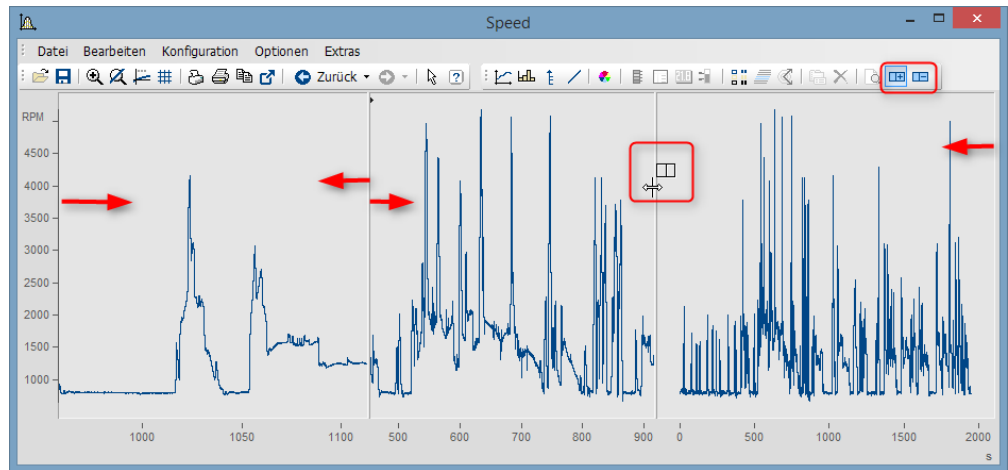 Speed
Datei Bearbeiten Konfiguration Optionen Extras
Zurück
RPM
4500
4000
3500
3000
2500
2000
1500
1000
1000 1050 1100 500 600 700 800 900 0 500 1000 1500 2000
s